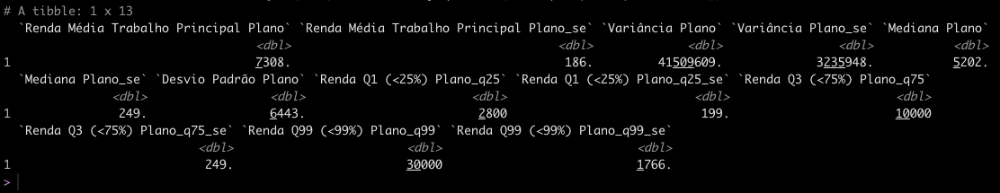 # A tibble: 1 x 13
`Renda Média Trabalho Principal Plano` `Renda Média Trabalho Principal Plano_se` `Variância Plano` `Variância Plano_se` `Mediana Plano`
<dbl> <dbl> <dbl> <dbl> <dbl>
1 7308. 186. 41509609. 3235948. 5202.
`Mediana Plano_se` `Desvio Padrão Plano` `Renda Q1 (<25%) Plano_q25` `Renda Q1 (<25%) Plano_q25_se` `Renda Q3 (<75%) Plano_q75`
<dbl> <dbl> <dbl> <dbl> <dbl>
1 249. 6443. 2800 199. 10000
`Renda Q3 (<75%) Plano_q75_se` `Renda Q99 (<99%) Plano_q99` `Renda Q99 (<99%) Plano_q99_se`
<dbl> <dbl> <dbl>
1 249. 30000 1766.
>